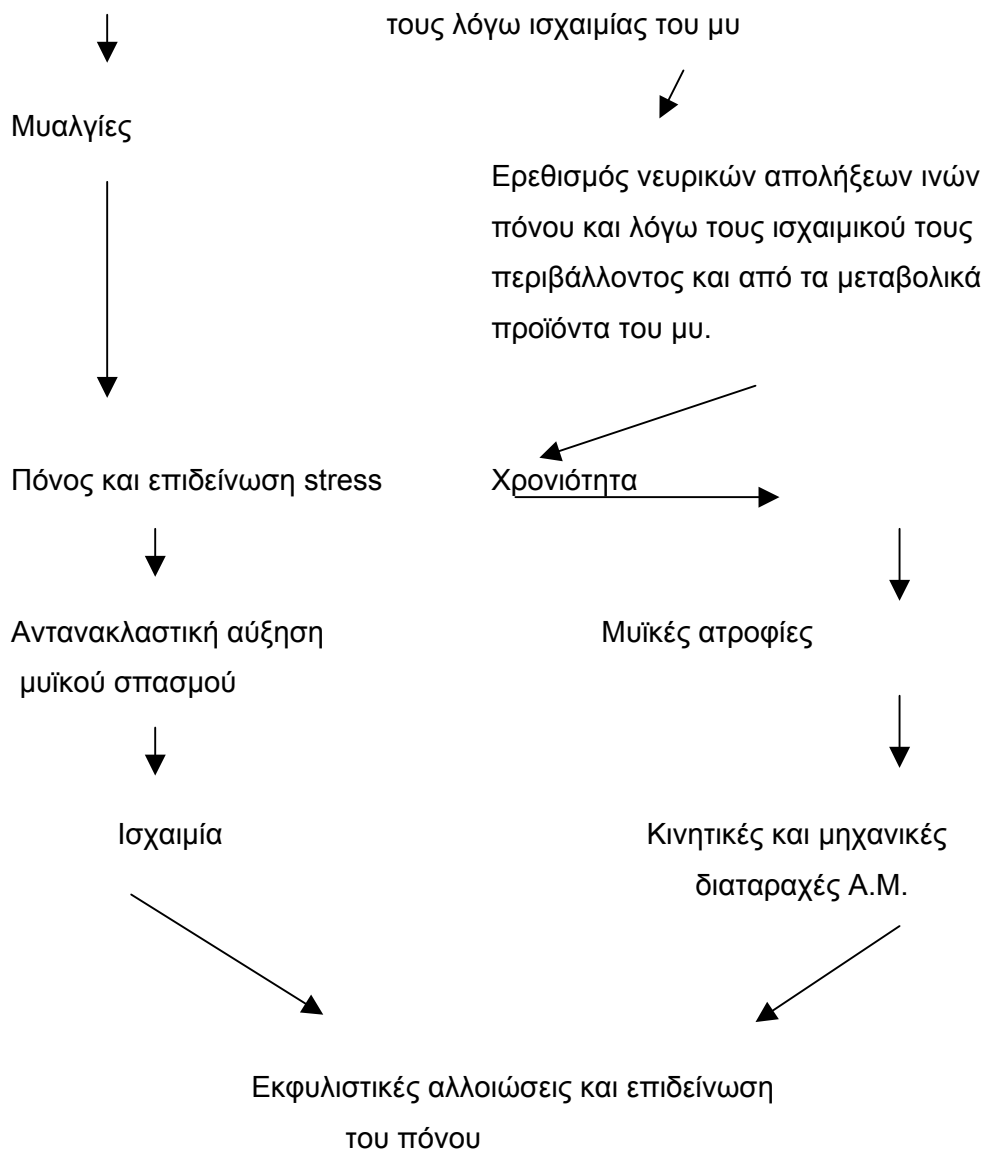 τους λόγω ισχαιμίας του μυ
Μυαλγίες
Ερεθισμός νευρικών απολήξεων ινών
πόνου και λόγω τους ισχαιμικού τους
περιβάλλοντος και από τα μεταβολικά
προϊόντα του μυ.
Πόνος και επιδείνωση stress
Χρονιότητα
Αντανακλαστική αύξηση
μυϊκού σπασμού
Μυϊκές ατροφίες
Ισχαιμία
Κινητικές και μηχανικές
διαταραχές Α.Μ.
Εκφυλιστικές αλλοιώσεις και επιδείνωση
του πόνου